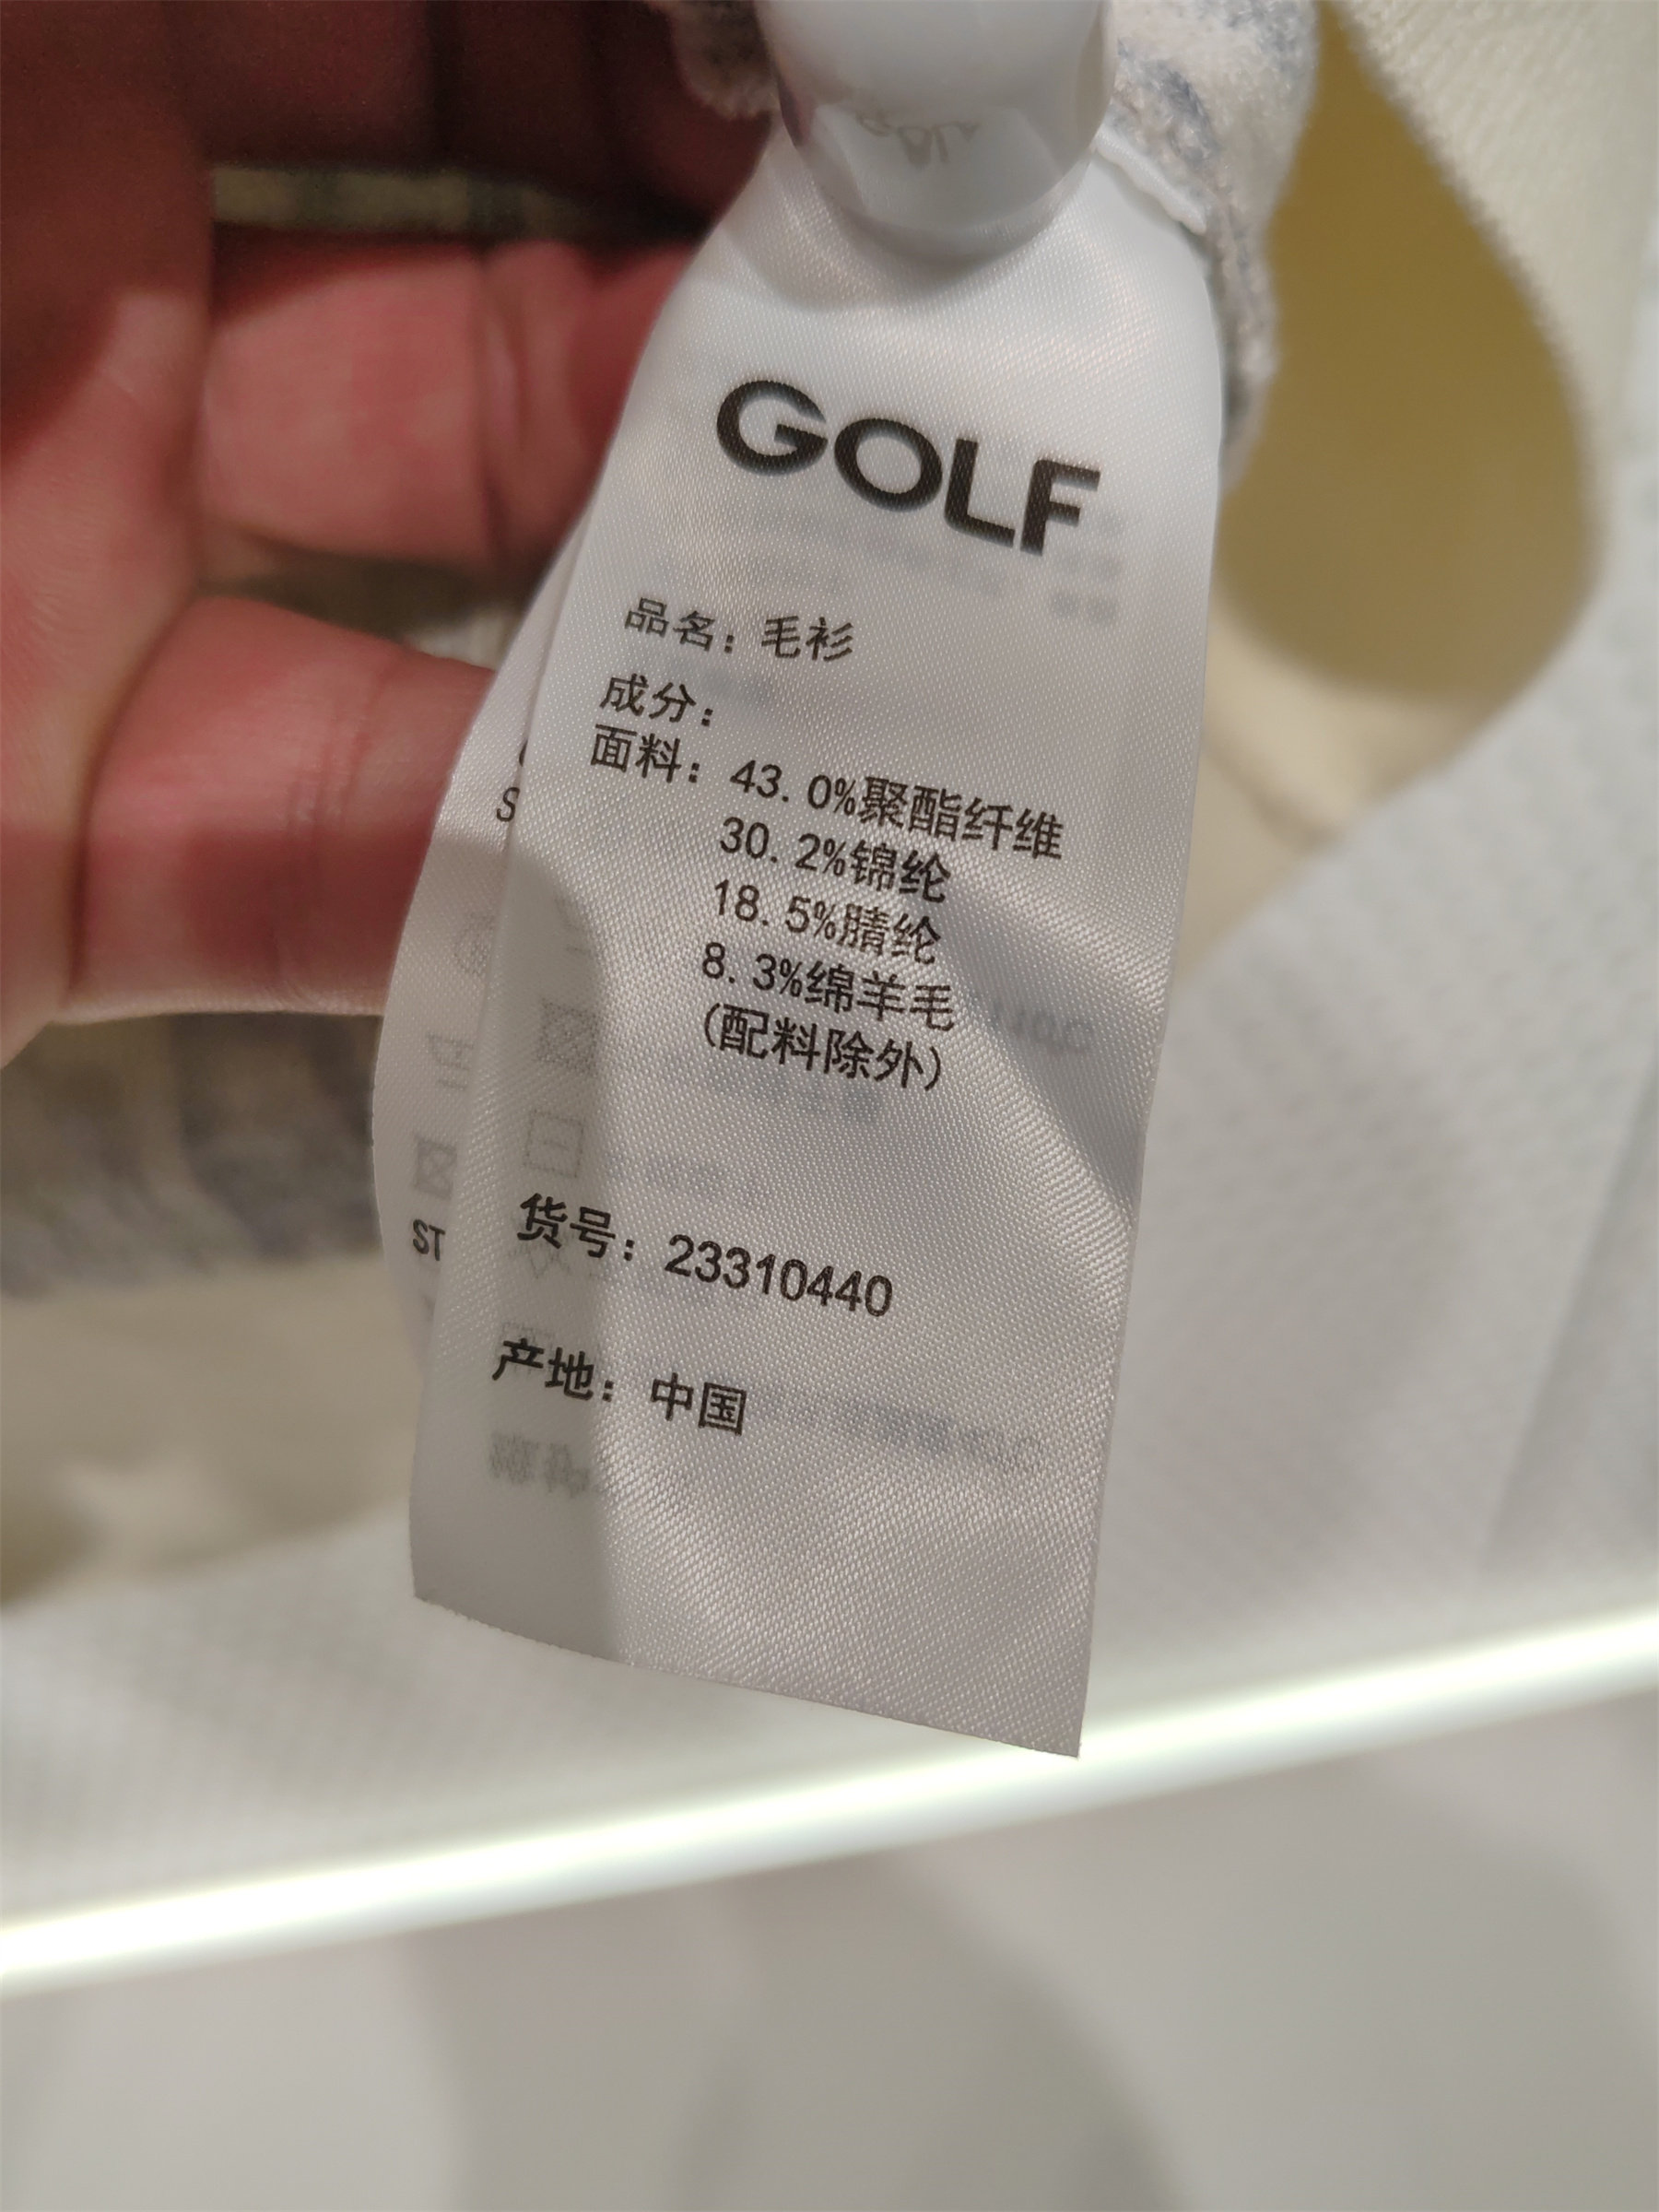 GOLF
品名：毛衫
成分：
面料：43.0%聚酯纤维
30.2%锦纶
18.5%腈纶
8.3%绵羊毛
(配料除外)
S
ST
货号：23310440
产地：中国